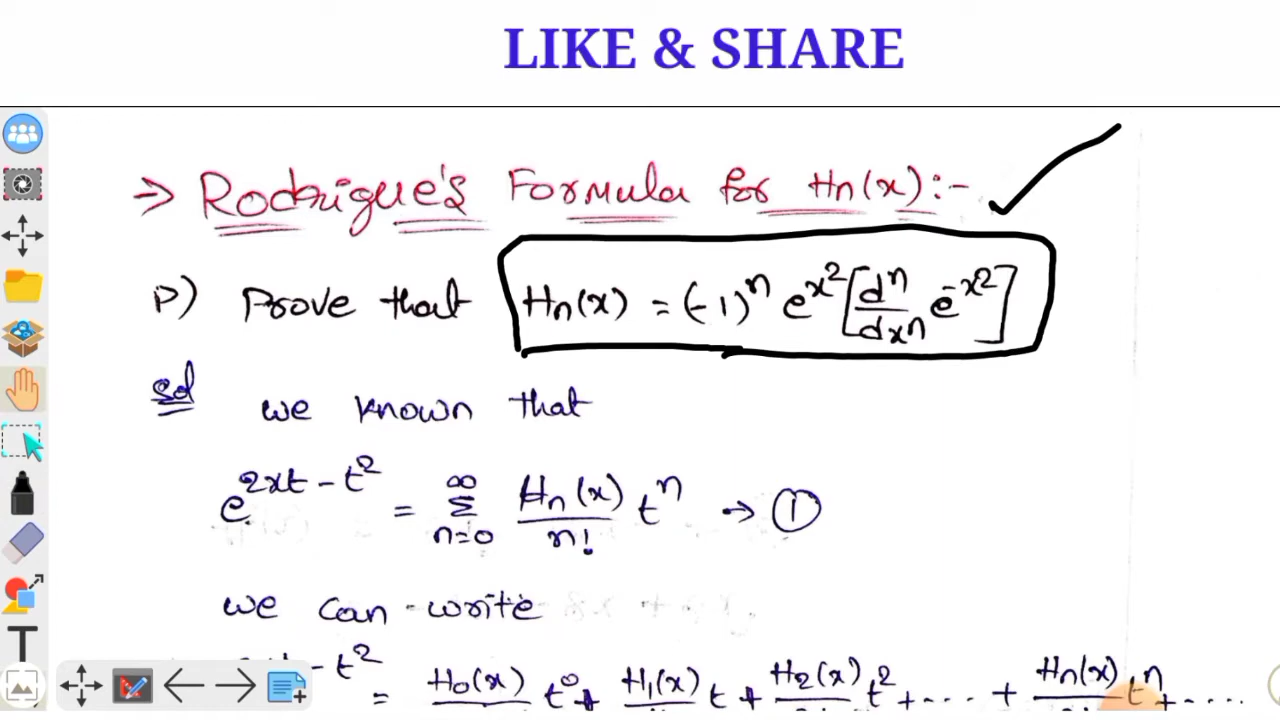 LIKE & SHARE
→ Rodrigue's Formula for Hn(x):-
P) Prove that Hn(x) = (-1)^n e^{x^2} [d^n/dx^n e^{-x^2}]
Sol we known that
e^{2xt-t^2} = Σ_{n=0}^{∞} Hn(x)/n! t^n → ①
we can write
-t^2 = H0(x) t^0 + H1(x) t + H2(x) t^2 +....+ Hn(x) t^n+....
T